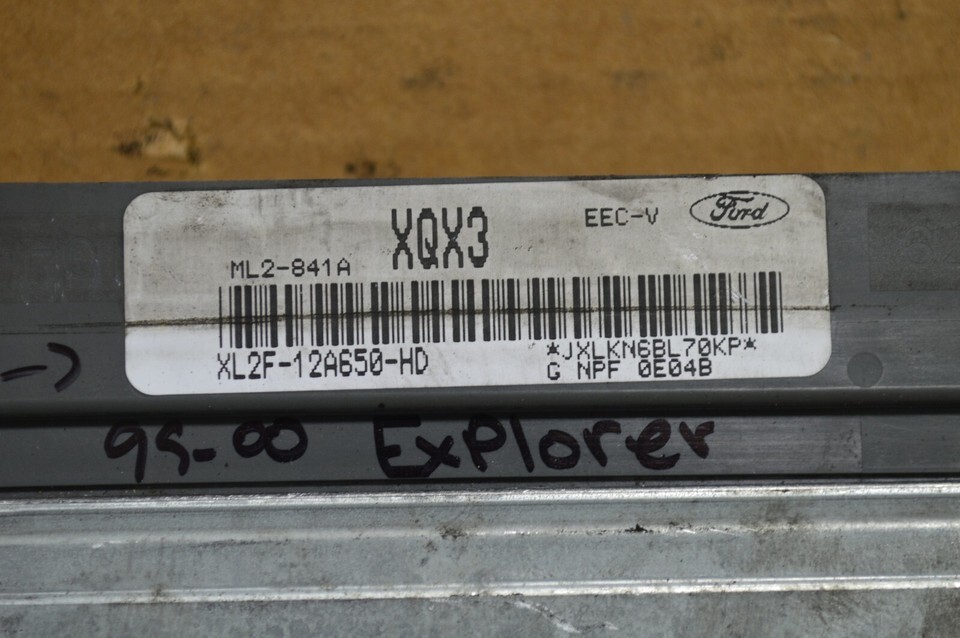 XQX3
EEC-V Ford
ML2-841A
XL2F-12A650-HD
*JXLKN6BL70KP*
G NPF 0E04B
95-00 Explorer